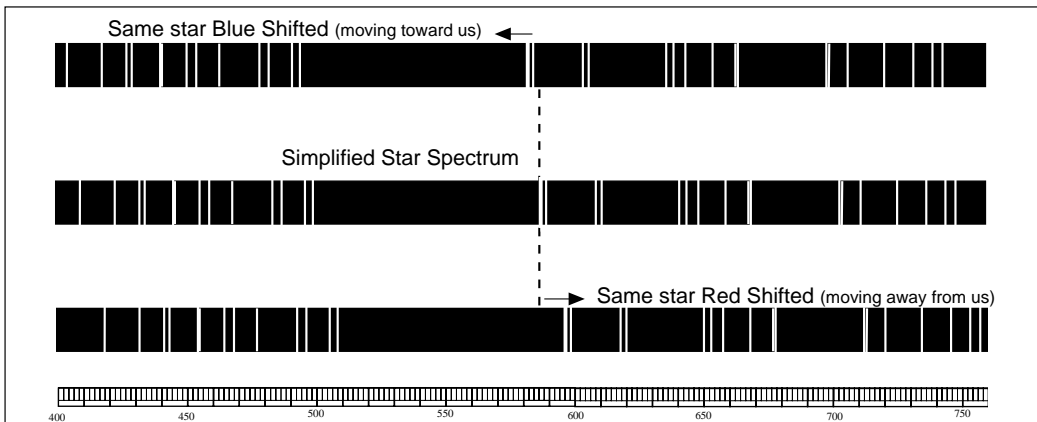 Same star Blue Shifted (moving toward us)
Simplified Star Spectrum
Same star Red Shifted (moving away from us)
400 450 500 550 600 650 700 750